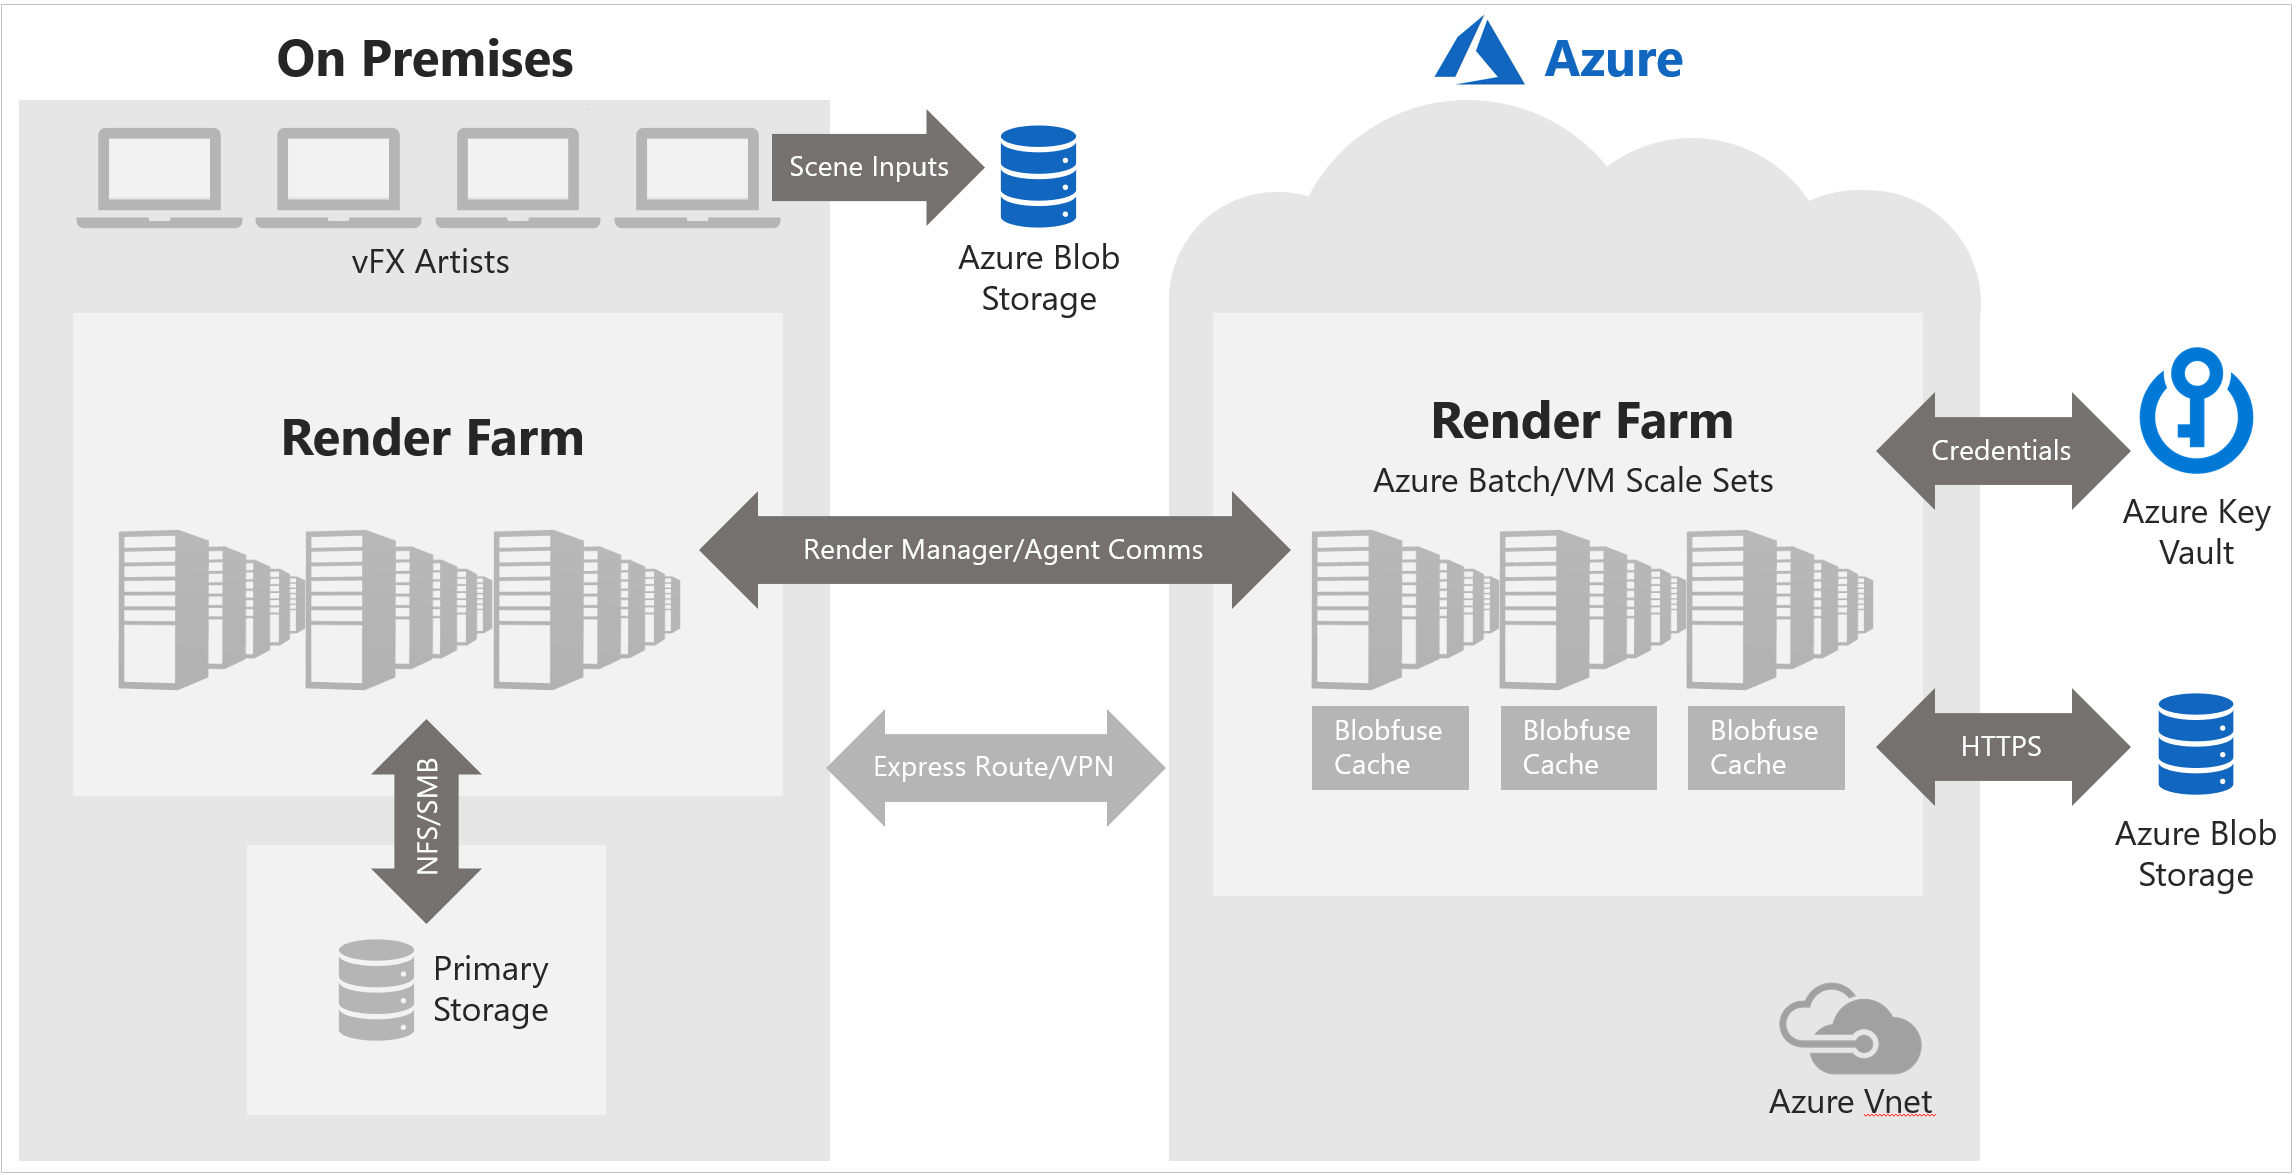 On Premises
Azure
Scene Inputs
vFX Artists
Azure Blob
Storage
Render Farm
Render Farm
Azure Batch/VM Scale Sets
Credentials
Azure Key
Vault
Render Manager/Agent Comms
Express Route/VPN
Blobfuse
Cache
Blobfuse
Cache
Blobfuse
Cache
HTTPS
Azure Blob
Storage
NFS/SMB
Primary
Storage
Azure Vnet